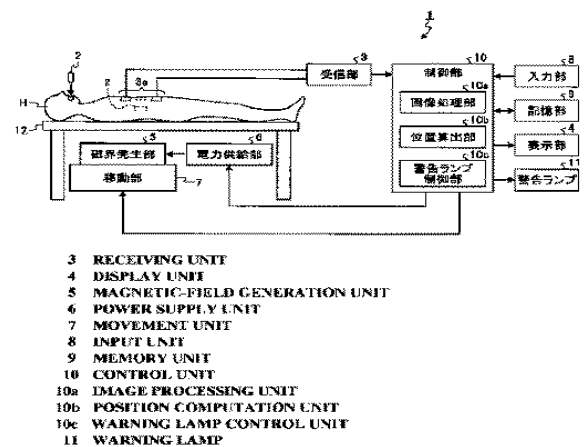 1
2
3a
3
受信部
10
制御部
8
入力部
10a
画像処理部
9
記憶部
H
12
10b
位置算出部
4
表示部
5
磁界発生部
6
電力供給部
10c
警告ランプ
制御部
11
警告ランプ
移動部
7
3 RECEIVING UNIT
4 DISPLAY UNIT
5 MAGNETIC-FIELD GENERATION UNIT
6 POWER SUPPLY UNIT
7 MOVEMENT UNIT
8 INPUT UNIT
9 MEMORY UNIT
10 CONTROL UNIT
10a IMAGE PROCESSING UNIT
10b POSITION COMPUTATION UNIT
10c WARNING LAMP CONTROL UNIT
11 WARNING LAMP